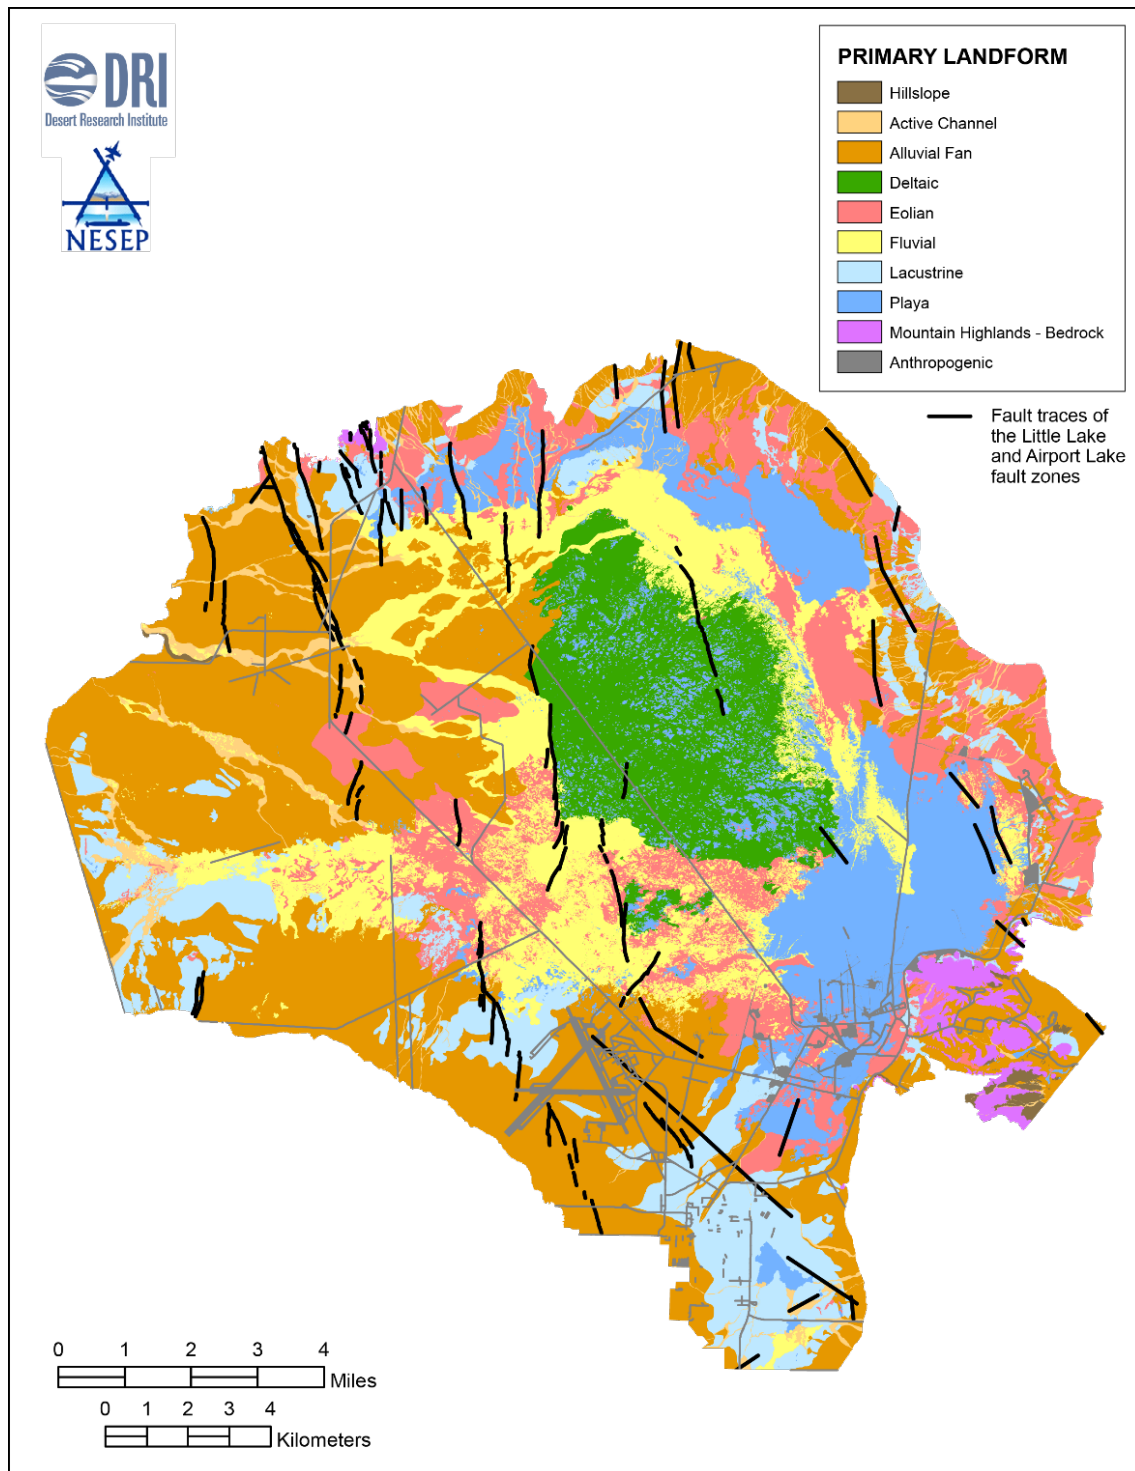 DRI
Desert Research Institute
NESEP
PRIMARY LANDFORM
Hillslope
Active Channel
Alluvial Fan
Deltaic
Eolian
Fluvial
Lacustrine
Playa
Mountain Highlands - Bedrock
Anthropogenic
Fault traces of
the Little Lake
and Airport Lake
fault zones
0 1 2 3 4
Miles
0 1 2 3 4
Kilometers